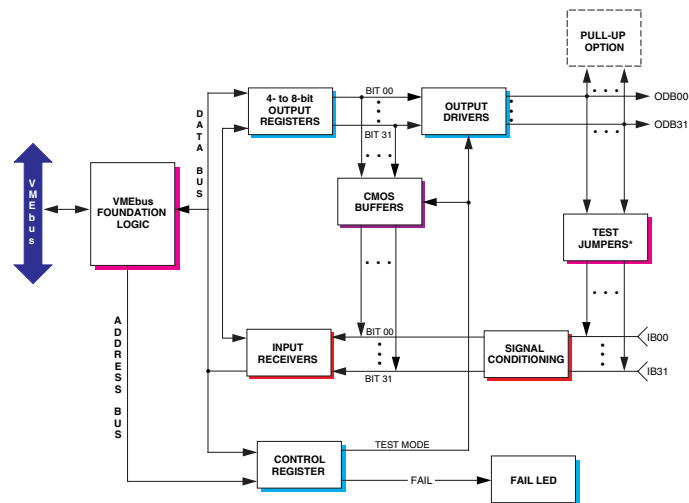 PULL-UP
OPTION
4- to 8-bit
OUTPUT
REGISTERS
BIT 00
BIT 31
OUTPUT
DRIVERS
ODB00
ODB31
DATA BUS
VMEbus
VMEbus
FOUNDATION
LOGIC
CMOS
BUFFERS
TEST
JUMPERS*
ADDRESS BUS
INPUT
RECEIVERS
BIT 00
BIT 31
SIGNAL
CONDITIONING
IB00
IB31
CONTROL
REGISTER
TEST MODE
FAIL
FAIL LED